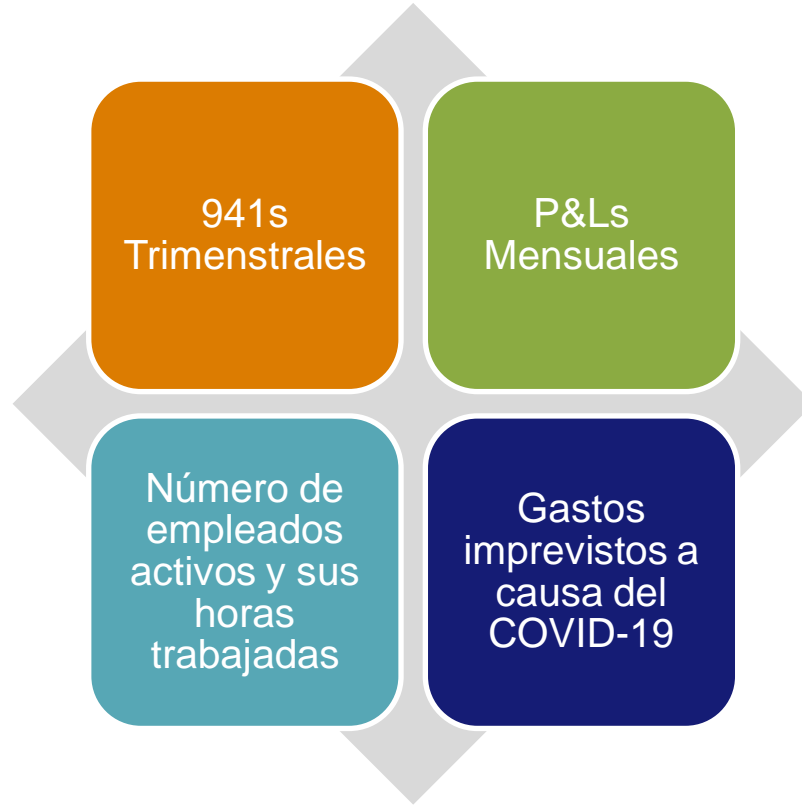 941s
Trimenstrales
P&Ls
Mensuales
Número de
empleados
activos y sus
horas
trabajadas
Gastos
imprevistos a
causa del
COVID-19